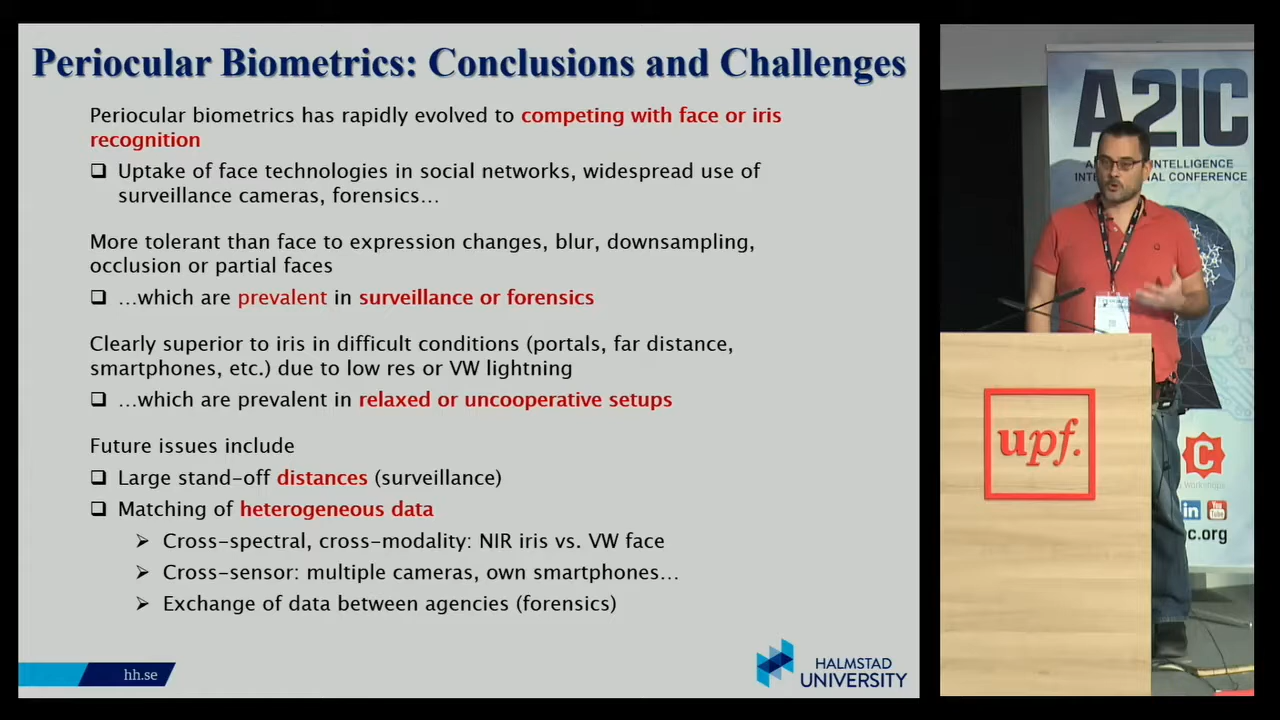 Periocular Biometrics: Conclusions and Challenges
Periocular biometrics has rapidly evolved to competing with face or iris
recognition
❑ Uptake of face technologies in social networks, widespread use of
surveillance cameras, forensics…
More tolerant than face to expression changes, blur, downsampling,
occlusion or partial faces
❑ …which are prevalent in surveillance or forensics
Clearly superior to iris in difficult conditions (portals, far distance,
smartphones, etc.) due to low res or VW lightning
❑ …which are prevalent in relaxed or uncooperative setups
Future issues include
❑ Large stand-off distances (surveillance)
❑ Matching of heterogeneous data
➢ Cross-spectral, cross-modality: NIR iris vs. VW face
➢ Cross-sensor: multiple cameras, own smartphones…
➢ Exchange of data between agencies (forensics)
hh.se
HALMSTAD
UNIVERSITY
A2IC
INTELLIGENCE
CONFERENCE
upf.
C
in
You
Tube